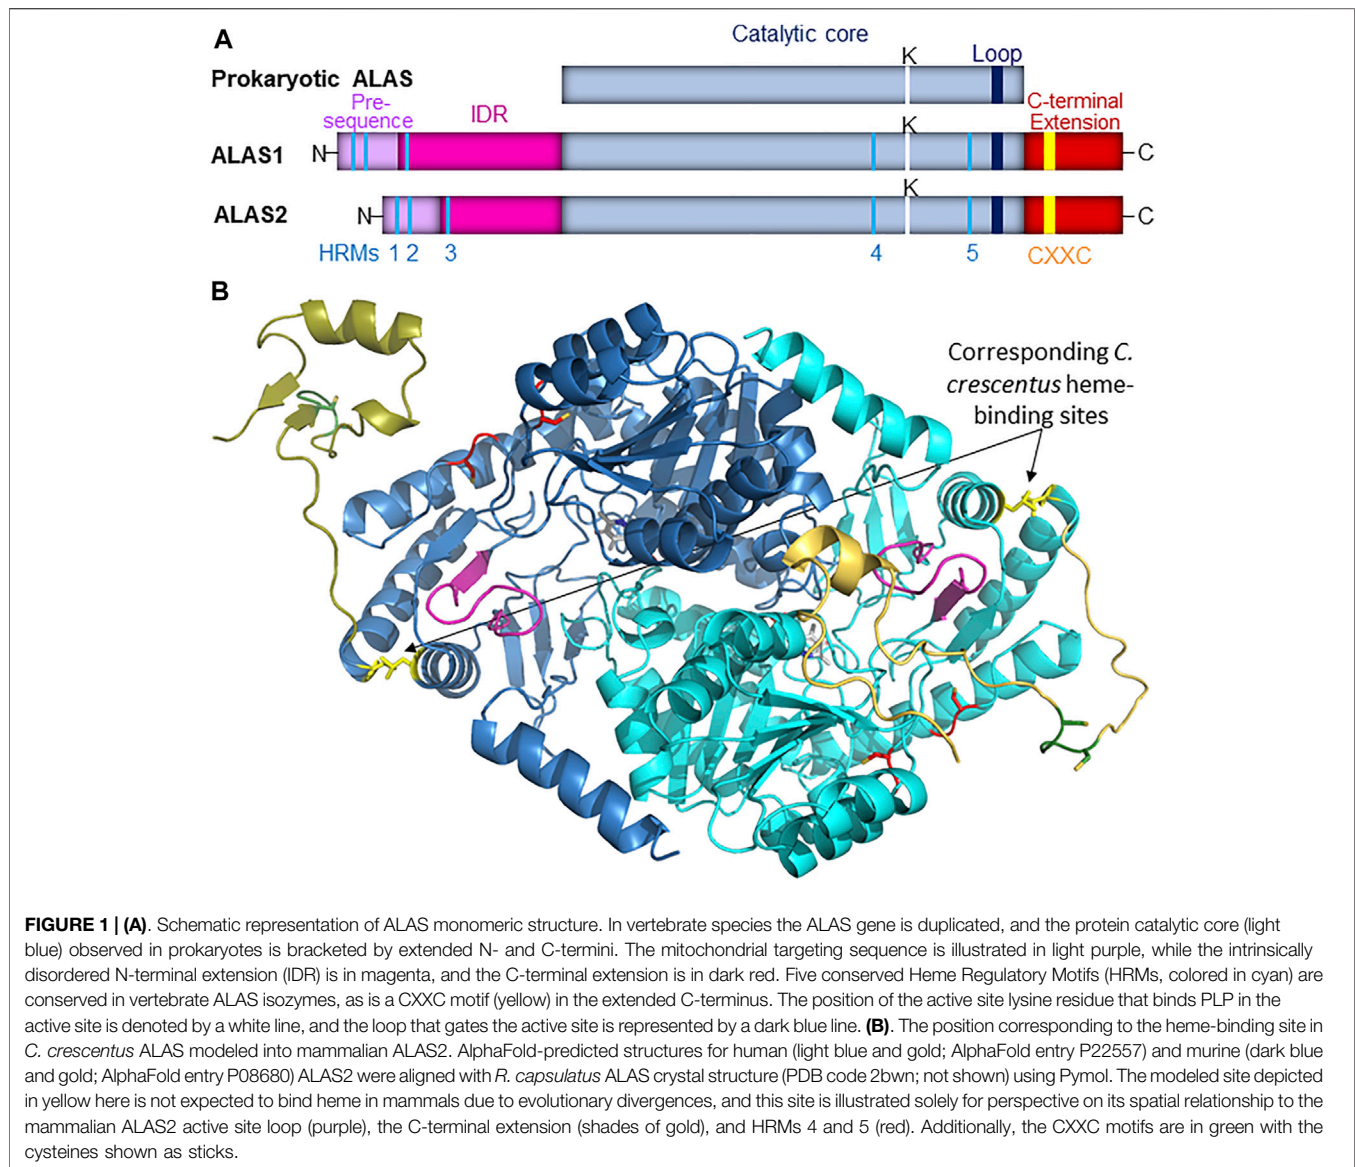 A
Catalytic core
K
Loop
Prokaryotic ALAS
Pre-
sequence
IDR
C-terminal
Extension
K
ALAS1
N
C
K
ALAS2
N
C
HRMs 1 2 3 4 5 CXXC
B
Corresponding C.
crescentus heme-
binding sites
FIGURE 1 | (A). Schematic representation of ALAS monomeric structure. In vertebrate species the ALAS gene is duplicated, and the protein catalytic core (light
blue) observed in prokaryotes is bracketed by extended N- and C-termini. The mitochondrial targeting sequence is illustrated in light purple, while the intrinsically
disordered N-terminal extension (IDR) is in magenta, and the C-terminal extension is in dark red. Five conserved Heme Regulatory Motifs (HRMs, colored in cyan) are
conserved in vertebrate ALAS isozymes, as is a CXXC motif (yellow) in the extended C-terminus. The position of the active site lysine residue that binds PLP in the
active site is denoted by a white line, and the loop that gates the active site is represented by a dark blue line. (B). The position corresponding to the heme-binding site in
C. crescentus ALAS modeled into mammalian ALAS2. AlphaFold-predicted structures for human (light blue and gold; AlphaFold entry P22557) and murine (dark blue
and gold; AlphaFold entry P08680) ALAS2 were aligned with R. capsulatus ALAS crystal structure (PDB code 2bwn; not shown) using Pymol. The modeled site depicted
in yellow here is not expected to bind heme in mammals due to evolutionary divergences, and this site is illustrated solely for perspective on its spatial relationship to the
mammalian ALAS2 active site loop (purple), the C-terminal extension (shades of gold), and HRMs 4 and 5 (red). Additionally, the CXXC motifs are in green with the
cysteines shown as sticks.